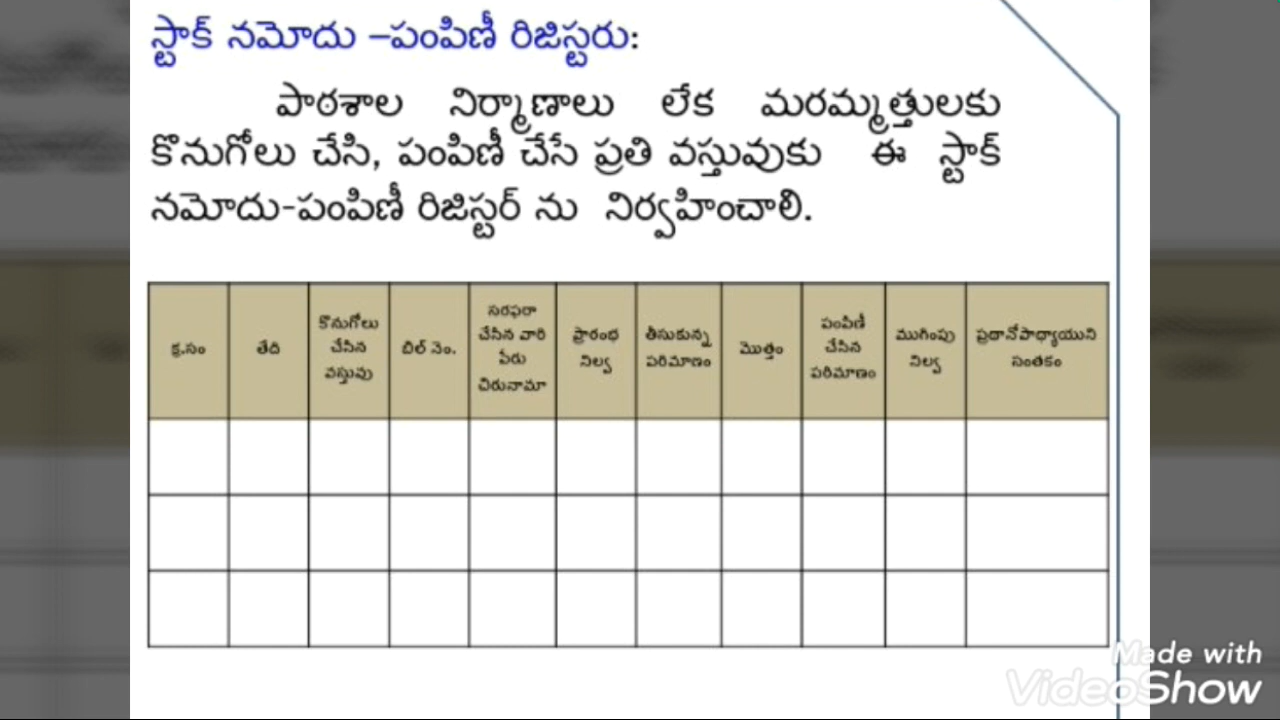 స్టాక్ నమోదు –పంపిణీ రిజిస్టరు:
పాఠశాల నిర్మాణాలు లేక మరమ్మత్తులకు
కొనుగోలు చేసి, పంపిణీ చేసే ప్రతి వస్తువుకు ఈ స్టాక్
నమోదు-పంపిణీ రిజిస్టర్ ను నిర్వహించాలి.
క్ర.సం
తేది
కొనుగోలు
చేసిన
వస్తువు
బిల్ నెం.
సరఫరా
చేసిన వారి
పేరు
చిరునామా
ప్రారంభ
నిల్వ
తీసుకున్న
పరిమాణం
మొత్తం
పంపిణీ
చేసిన
పరిమాణం
ముగింపు
నిల్వ
ప్రధానోపాధ్యాయుని
సంతకం
Made with
VideoShow